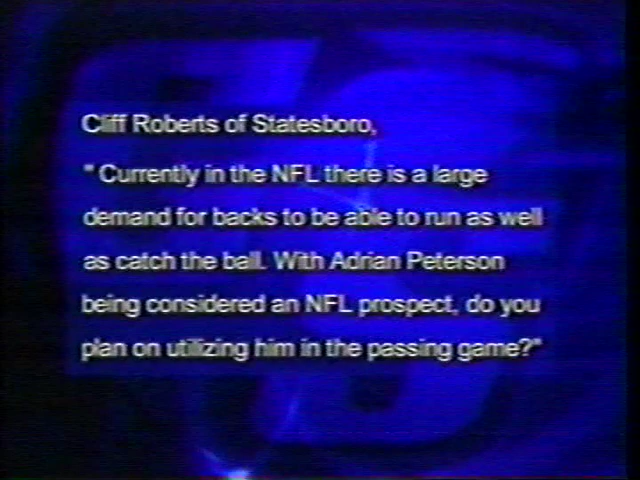 Cliff Roberts of Statesboro,
" Currently in the NFL there is a large
demand for backs to be able to run as well
as catch the ball. With Adrian Peterson
being considered an NFL prospect, do you
plan on utilizing him in the passing game?"